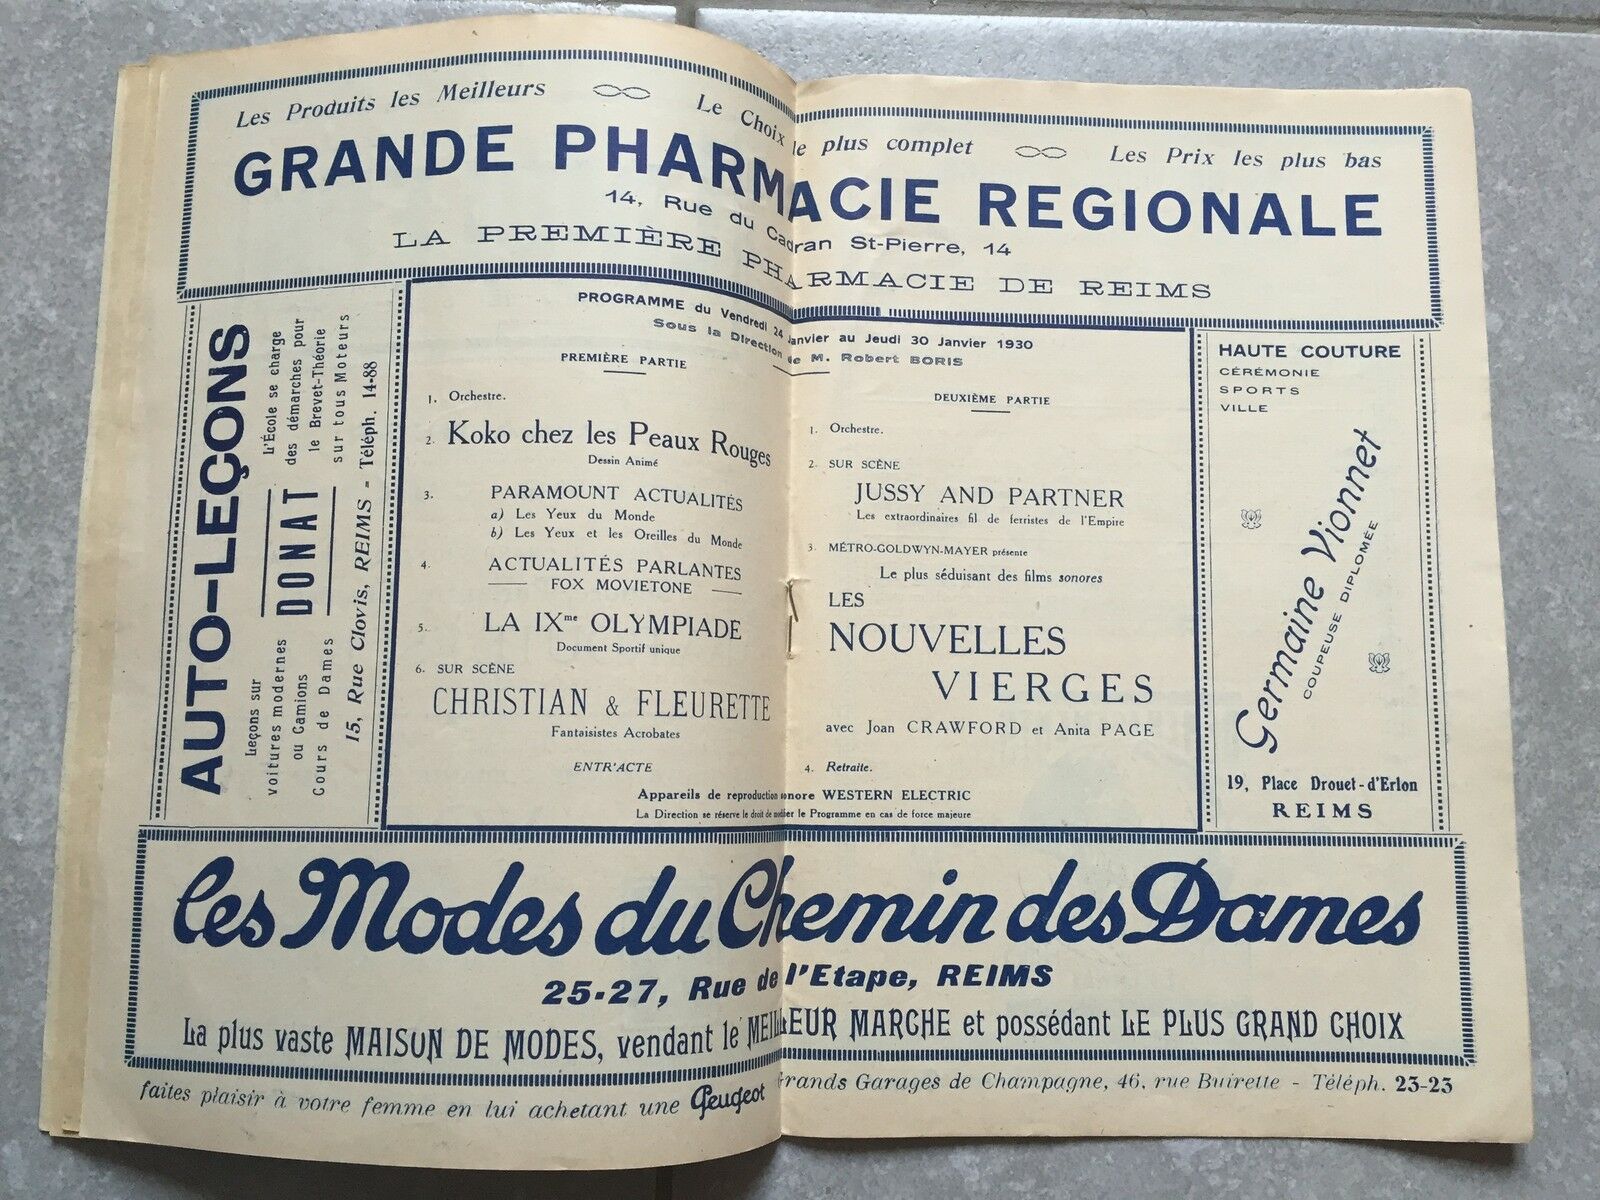 Les Produits les Meilleurs Le Choix le plus complet Les Prix les plus bas
GRANDE PHARMACIE REGIONALE
14, Rue du Cadran St-Pierre, 14
LA PREMIÈRE PHARMACIE DE REIMS
AUTO-LEÇONS
Leçons sur
voitures modernes
ou Camions
Cours de Dames
DONAT
L'École se charge
des démarches pour
le Brevet-Théorie
sur tous Moteurs
15, Rue Clovis, REIMS - Téléph. 14-88
PROGRAMME du Vendredi 24 Janvier au Jeudi 30 Janvier 1930
Sous la Direction de M. Robert BORIS
PREMIÈRE PARTIE
1. Orchestre.
2. Koko chez les Peaux Rouges
Dessin Animé
3. PARAMOUNT ACTUALITÉS
a) Les Yeux du Monde
b) Les Yeux et les Oreilles du Monde
4. ACTUALITÉS PARLANTES
FOX MOVIETONE
5. LA IXme OLYMPIADE
Document Sportif unique
6. SUR SCÈNE
CHRISTIAN & FLEURETTE
Fantaisistes Acrobates
ENTR'ACTE
DEUXIÈME PARTIE
1. Orchestre.
2. SUR SCÈNE
JUSSY AND PARTNER
Les extraordinaires fil de ferristes de l'Empire
3. MÉTRO-GOLDWYN-MAYER présente
Le plus séduisant des films sonores
LES
NOUVELLES
VIERGES
avec Joan CRAWFORD et Anita PAGE
4. Retraite.
Appareils de reproduction sonore WESTERN ELECTRIC
La Direction se réserve le droit de modifier le Programme en cas de force majeure
HAUTE COUTURE
CÉRÉMONIE
SPORTS
VILLE
Germaine Vionnet
COUPEUSE DIPLOMÉE
19, Place Drouet-d'Erlon
REIMS
les Modes du Chemin des Dames
25-27, Rue de l'Etape, REIMS
La plus vaste MAISON DE MODES, vendant le MEILLEUR MARCHE et possédant LE PLUS GRAND CHOIX
faites plaisir à votre femme en lui achetant une Peugeot Grands Garages de Champagne, 46, rue Buirette - Téléph. 23-23